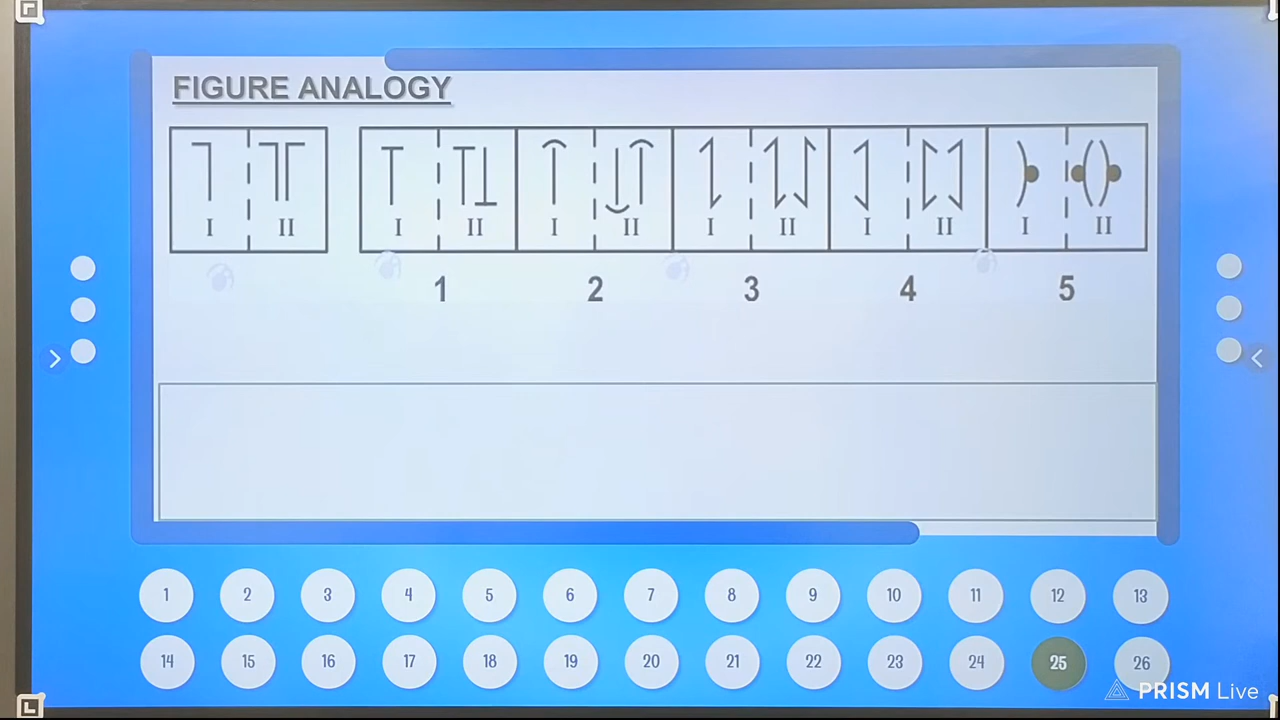 FIGURE ANALOGY
I II I II I II I II I II I II
1 2 3 4 5
1 2 3 4 5 6 7 8 9 10 11 12 13
14 15 16 17 18 19 20 21 22 23 24 25 26
PRISM Live